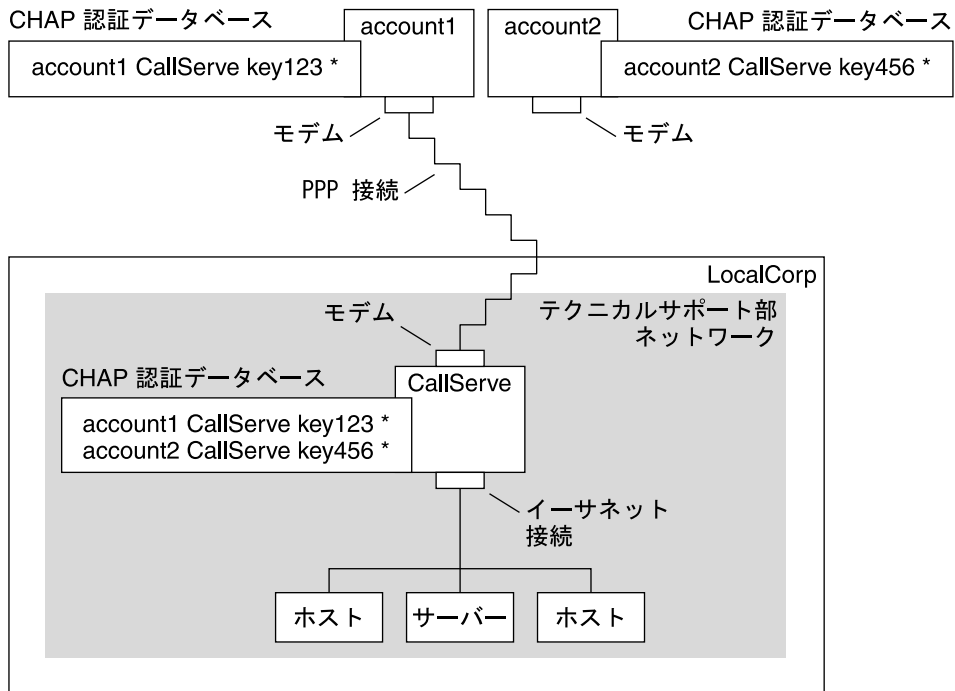 CHAP 認証データベース
account1 CallServe key123 *
account1
モデム
account2
CHAP 認証データベース
account2 CallServe key456 *
モデム
PPP 接続
LocalCorp
テクニカルサポート部
ネットワーク
モデム
CHAP 認証データベース
account1 CallServe key123 *
account2 CallServe key456 *
CallServe
イーサネット
接続
ホスト
サーバー
ホスト